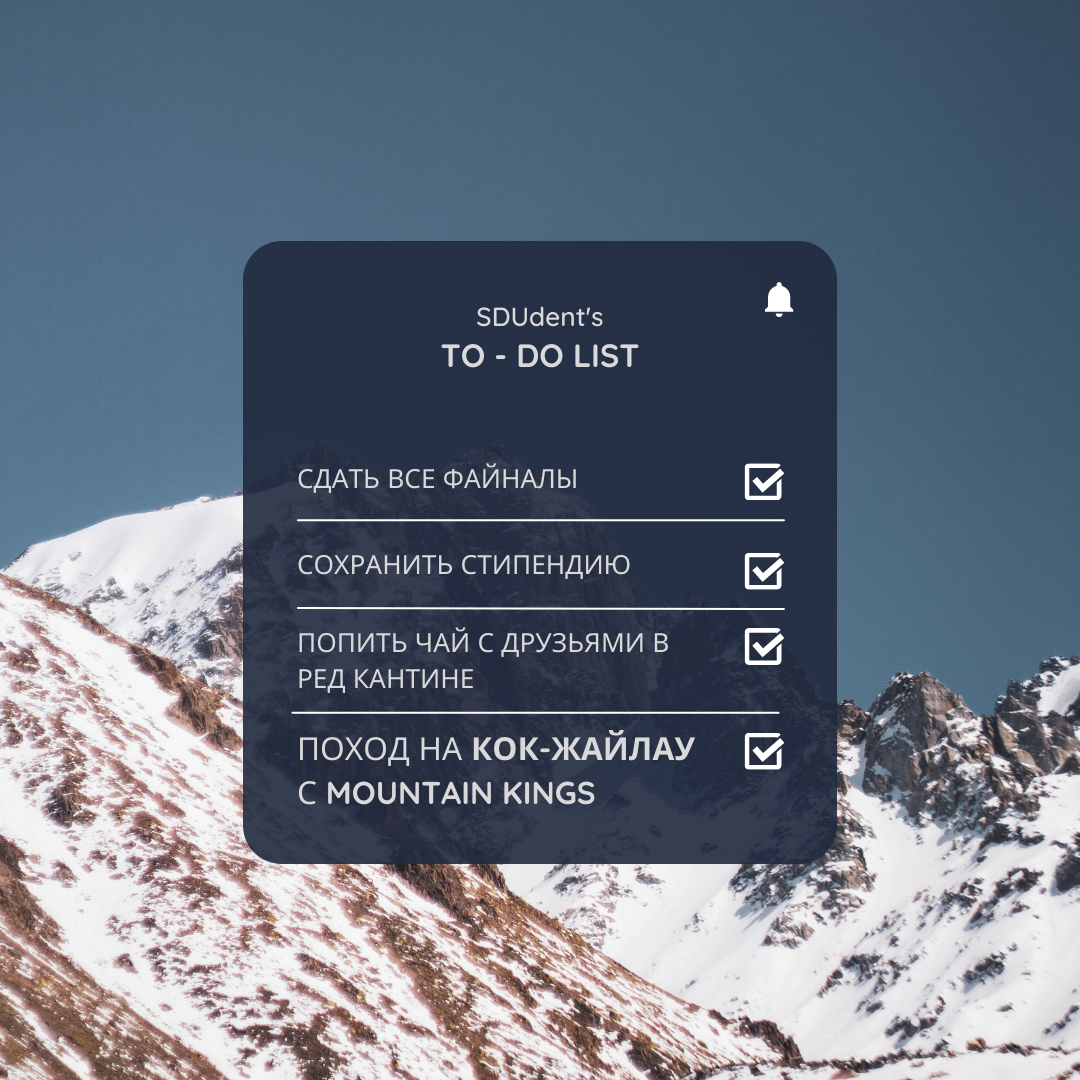 SDUdent's
TO - DO LIST
СДАТЬ ВСЕ ФАЙНАЛЫ
СОХРАНИТЬ СТИПЕНДИЮ
ПОПИТЬ ЧАЙ С ДРУЗЬЯМИ В
РЕД КАНТИНЕ
ПОХОД НА КОК-ЖАЙЛАУ
С MOUNTAIN KINGS